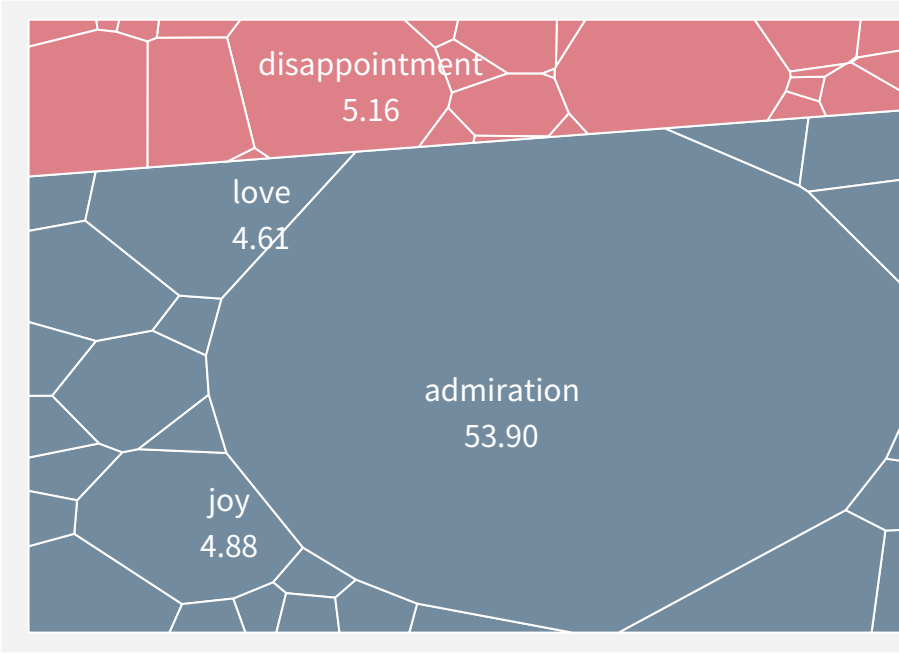 disappointment
5.16
love
4.61
admiration
53.90
joy
4.88